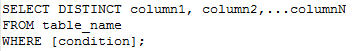 SELECT DISTINCT column1, column2,...columnN
FROM table_name
WHERE [condition];